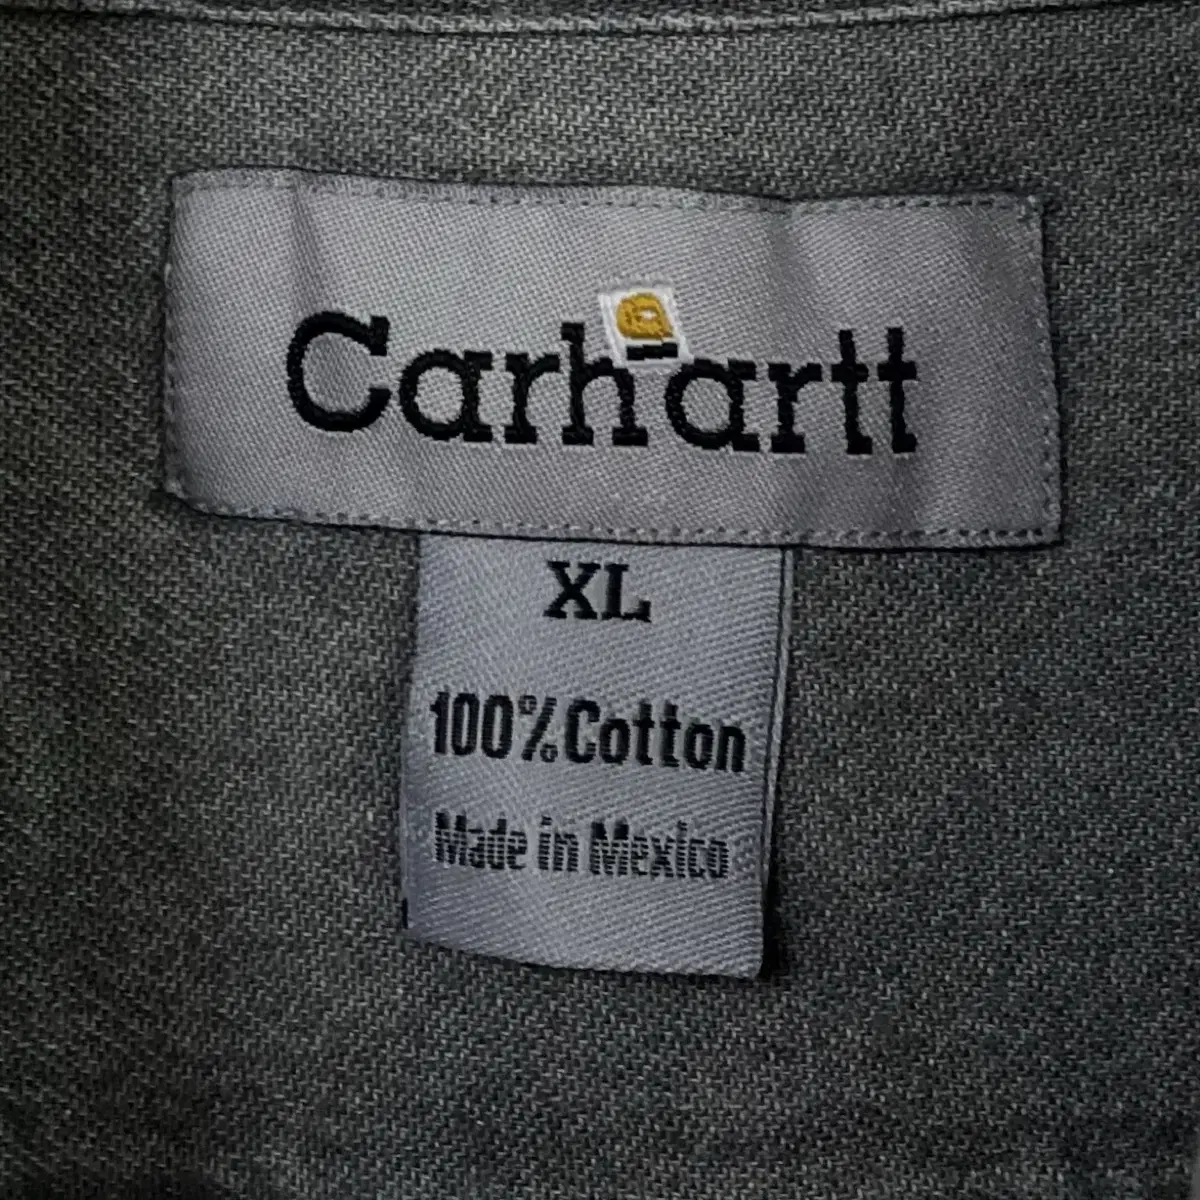 Carhartt
XL
100% Cotton
Made in Mexico